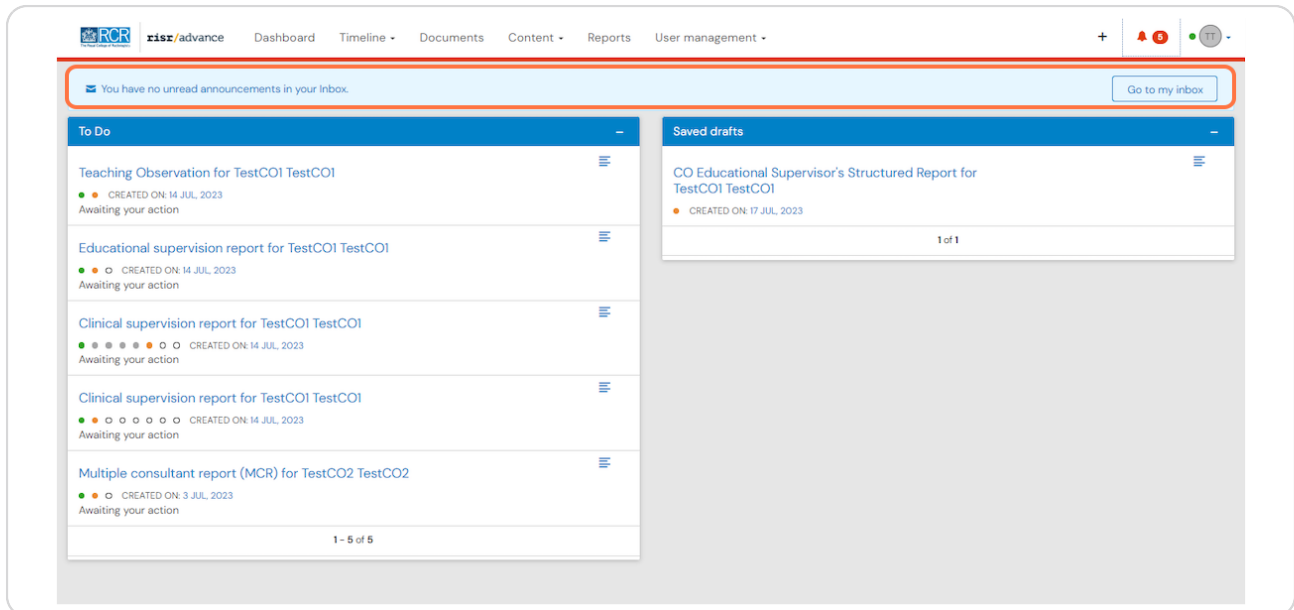 RCR
risr/advance
Dashboard
Timeline
Documents
Content
Reports
User management
+
5
TT
You have no unread announcements in your Inbox.
Go to my inbox
To Do
Teaching Observation for TestCO1 TestCO1
CREATED ON: 14 JUL, 2023
Awaiting your action
Educational supervision report for TestCO1 TestCO1
CREATED ON: 14 JUL, 2023
Awaiting your action
Clinical supervision report for TestCO1 TestCO1
CREATED ON: 14 JUL, 2023
Awaiting your action
Clinical supervision report for TestCO1 TestCO1
CREATED ON: 14 JUL, 2023
Awaiting your action
Multiple consultant report (MCR) for TestCO2 TestCO2
CREATED ON: 3 JUL, 2023
Awaiting your action
1 - 5 of 5
Saved drafts
CO Educational Supervisor's Structured Report for
TestCO1 TestCO1
CREATED ON: 17 JUL, 2023
1 of 1